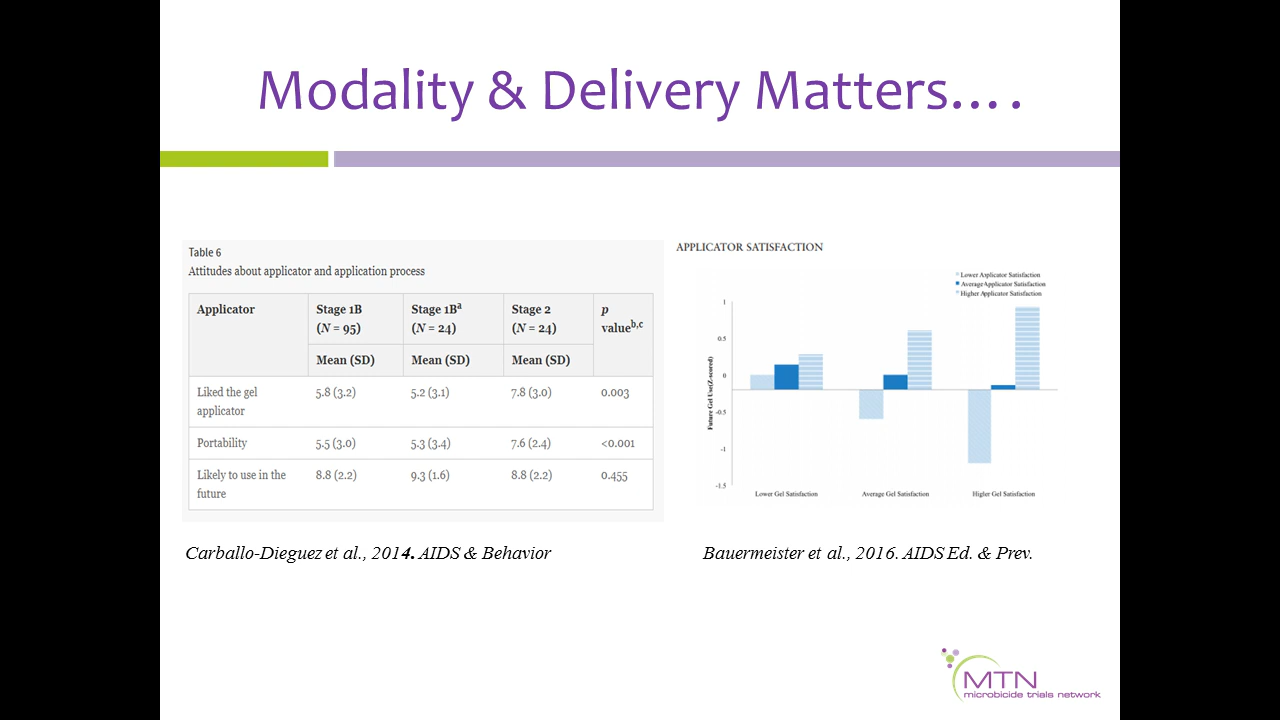 Modality & Delivery Matters….
Table 6
Attitudes about applicator and application process
Applicator
Stage 1B
(N = 95)
Stage 1Bª
(N = 24)
Stage 2
(N = 24)
p
valueb,c
Mean (SD)
Mean (SD)
Mean (SD)
Liked the gel
applicator
5.8 (3.2)
5.2 (3.1)
7.8 (3.0)
0.003
Portability
5.5 (3.0)
5.3 (3.4)
7.6 (2.4)
<0.001
Likely to use in the
future
8.8 (2.2)
9.3 (1.6)
8.8 (2.2)
0.455
Carballo-Dieguez et al., 2014. AIDS & Behavior
APPLICATOR SATISFACTION
Lower Applicator Satisfaction
Average Applicator Satisfaction
Higher Applicator Satisfaction
Future Gel Use(Z-scored)
1
0.5
0
-0.5
-1
-1.5
Lower Gel Satisfaction
Average Gel Satisfaction
Higler Gel Satisfaction
Bauermeister et al., 2016. AIDS Ed. & Prev.
MTN
microbicide trials network